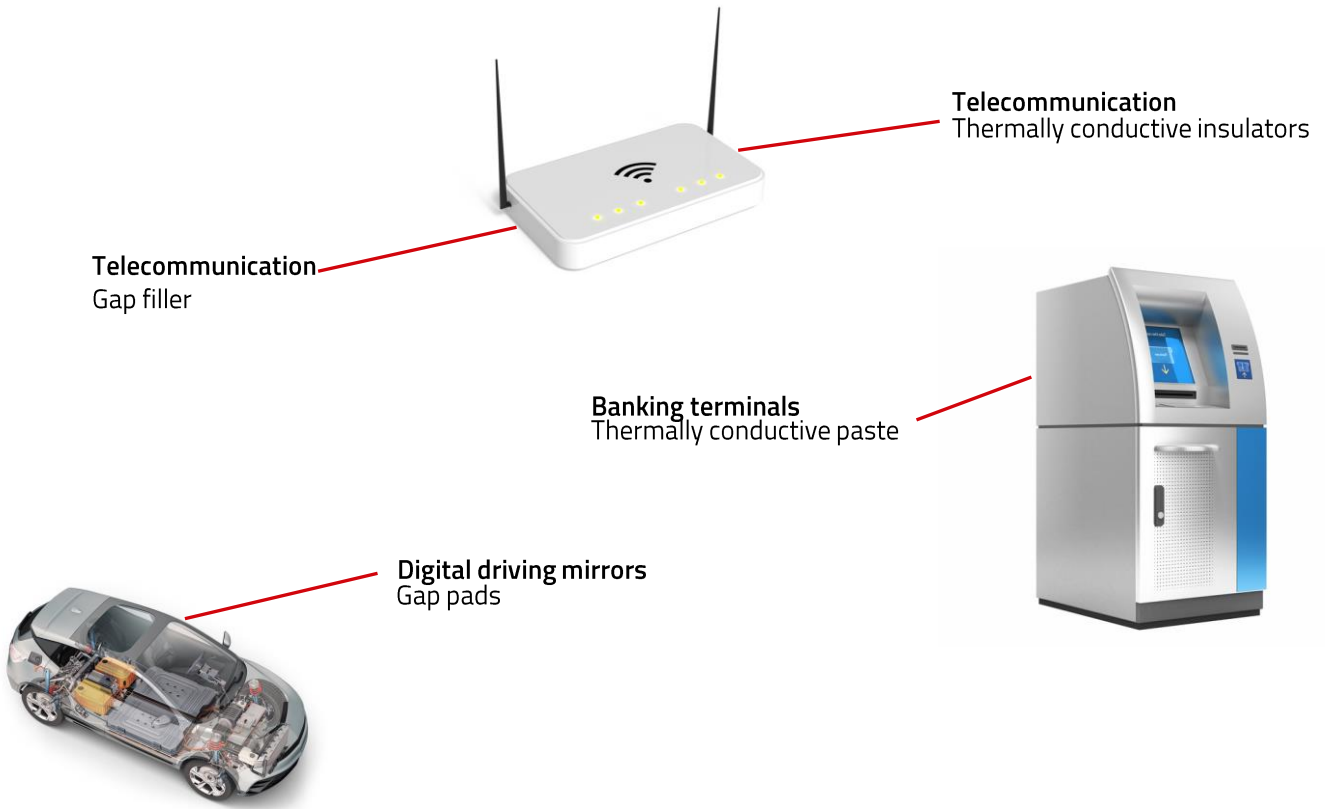 Telecommunication
Thermally conductive insulators
Telecommunication
Gap filler
Banking terminals
Thermally conductive paste
Digital driving mirrors
Gap pads